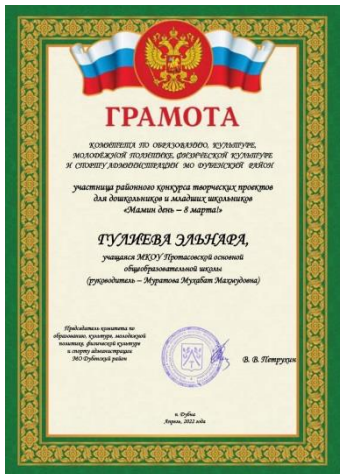 ГРАМОТА
КОМИТЕТА ПО ОБРАЗОВАНИЮ, КУЛЬТУРЕ,
МОЛОДЁЖНОЙ ПОЛИТИКЕ, ФИЗИЧЕСКОЙ КУЛЬТУРЕ
И СПОРТУ АДМИНИСТРАЦИИ МО ДУБЕНСКИЙ РАЙОН
участница районного конкурса творческих проектов
для дошкольников и младших школьников
«Мамин день – 8 марта!»
ГУЛИЕВА ЭЛЬНАРА,
учащаяся МКОУ Протасовской основной
общеобразовательной школы
(руководитель – Муратова Мухабат Махмудовна)
Председатель комитета по
образованию, культуре, молодежной
политике, физической культуре
и спорту администрации
МО Дубенский район
В. В. Петрухин
п. Дубна
Апрель, 2022 года